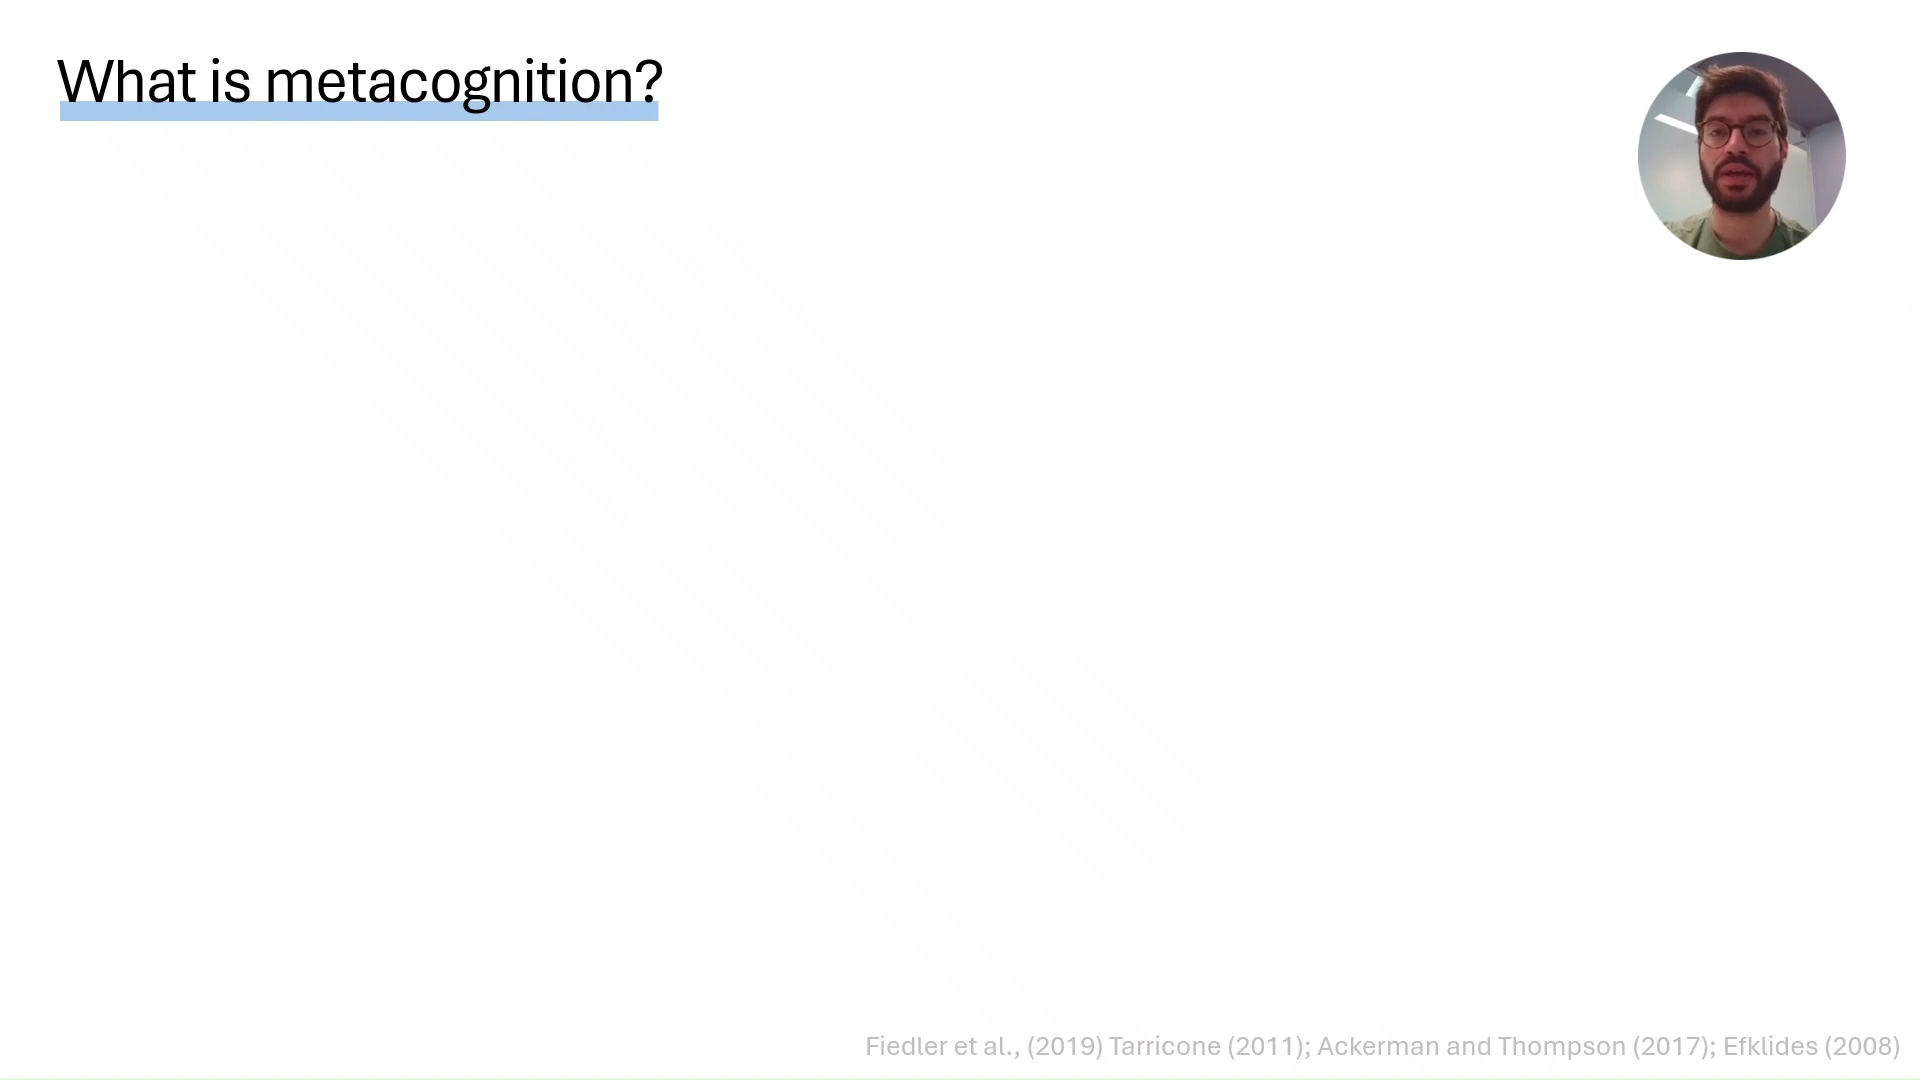 What is metacognition?
Fiedler et al., (2019) Tarricone (2011); Ackerman and Thompson (2017); Efklides (2008)